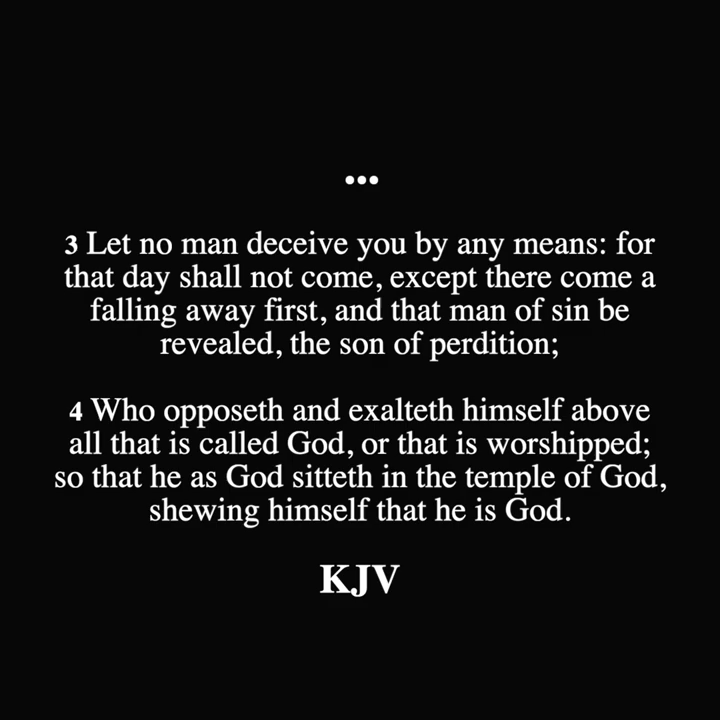 ...
3 Let no man deceive you by any means: for
that day shall not come, except there come a
falling away first, and that man of sin be
revealed, the son of perdition;
4 Who opposeth and exalteth himself above
all that is called God, or that is worshipped;
so that he as God sitteth in the temple of God,
shewing himself that he is God.
KJV